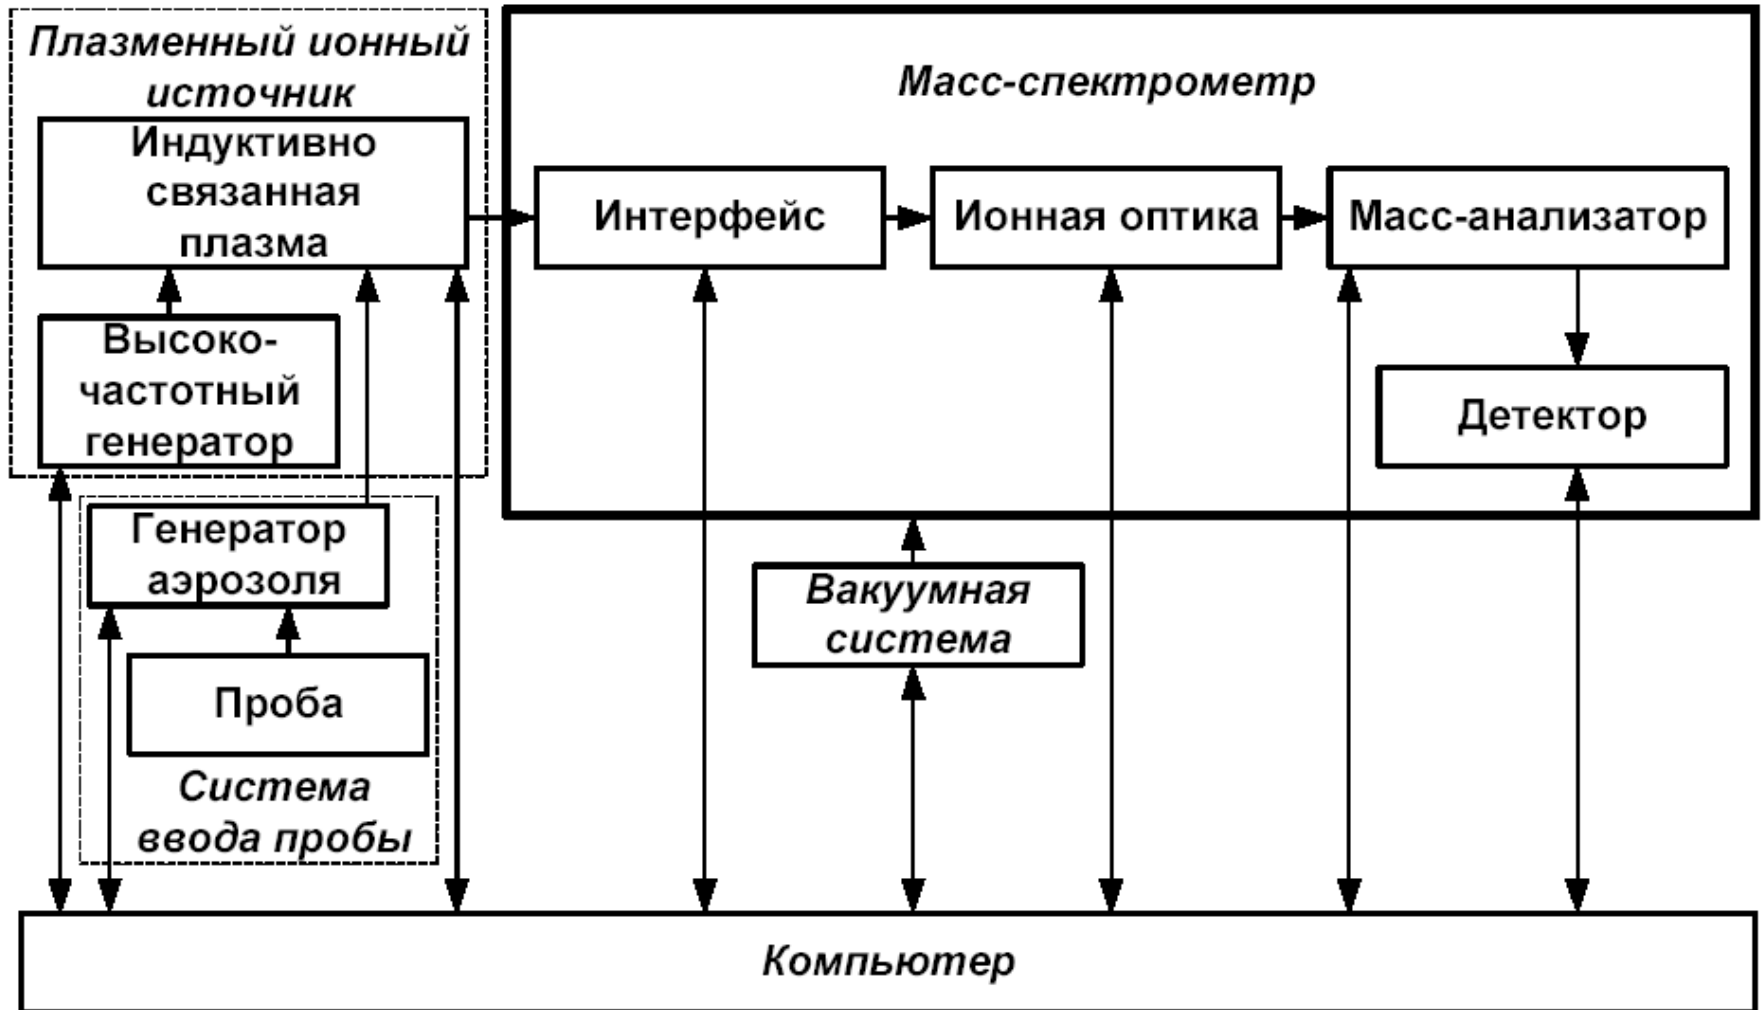 Плазменный ионный
источник
Индуктивно
связанная
плазма
Высоко-
частотный
генератор
Генератор
аэрозоля
Проба
Система
ввода пробы
Масс-спектрометр
Интерфейс
Ионная оптика
Масс-анализатор
Детектор
Вакуумная
система
Компьютер